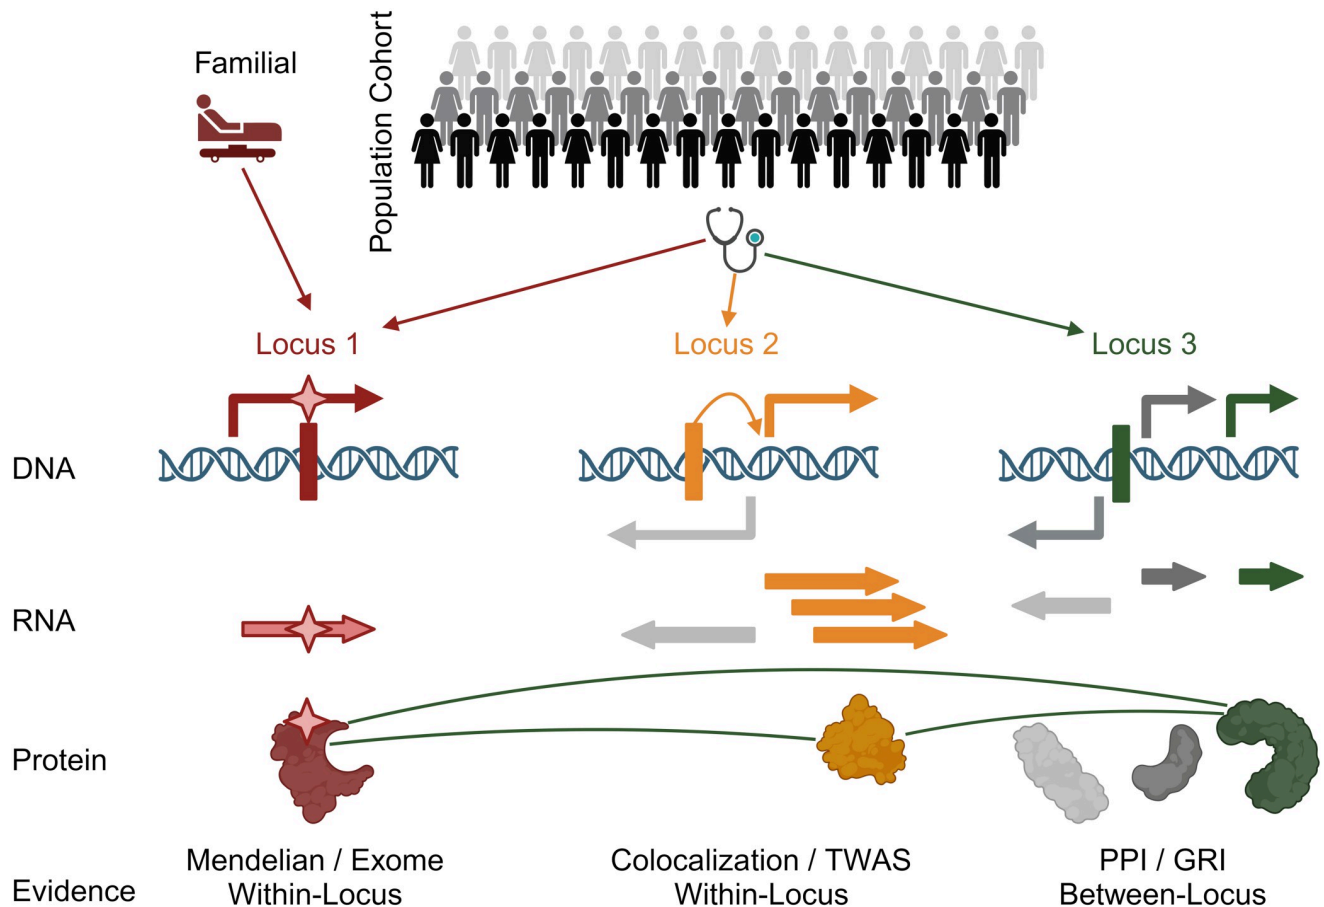 Familial
Population Cohort
Locus 1
Locus 2
Locus 3
DNA
RNA
Protein
Evidence
Mendelian / Exome
Within-Locus
Colocalization / TWAS
Within-Locus
PPI / GRI
Between-Locus